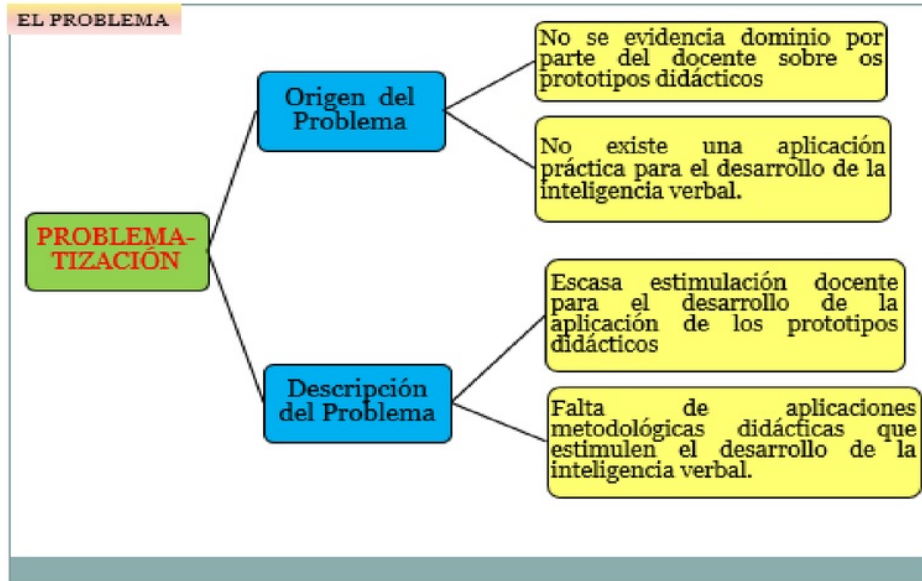 EL PROBLEMA
No se evidencia dominio por
parte del docente sobre os
prototipos didácticos
Origen del
Problema
No existe una aplicación
práctica para el desarrollo de la
inteligencia verbal.
PROBLEMA-
TIZACIÓN
Escasa estimulación docente
para el desarrollo de la
aplicación de los prototipos
didácticos
Descripción
del Problema
Falta de aplicaciones
metodológicas didácticas que
estimulen el desarrollo de la
inteligencia verbal.